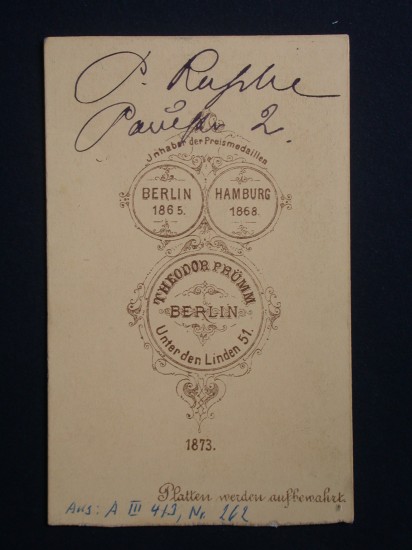 P. Raschke
2.
Inhaber der Preismedaillen
BERLIN
1865.
HAMBURG
1868.
THEODOR PRÜMM
BERLIN
Unter den Linden 51.
1873.
Platten werden aufbewahrt.
Aus: A III 413, Nr. 262